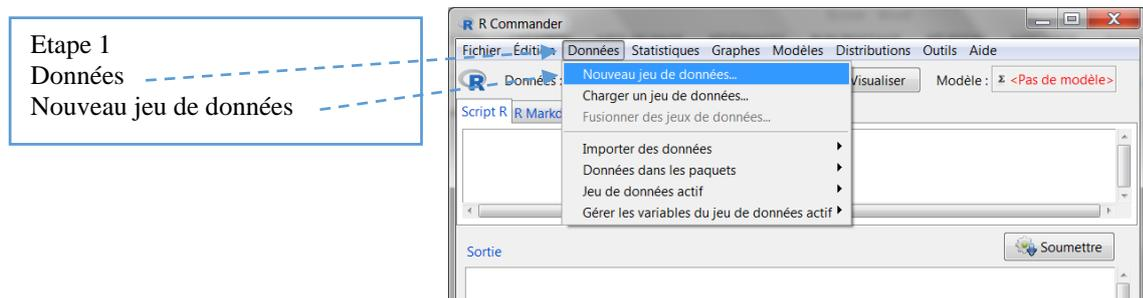 Etape 1
Données
Nouveau jeu de données
R Commander
Fichier Édition Données Statistiques Graphes Modèles Distributions Outils Aide
Données : Visualiser Modèle : Σ <Pas de modèle>
Nouveau jeu de données...
Charger un jeu de données...
Fusionner des jeux de données...
Importer des données
Données dans les paquets
Jeu de données actif
Gérer les variables du jeu de données actif
Script R R Markd
Sortie
Soumettre